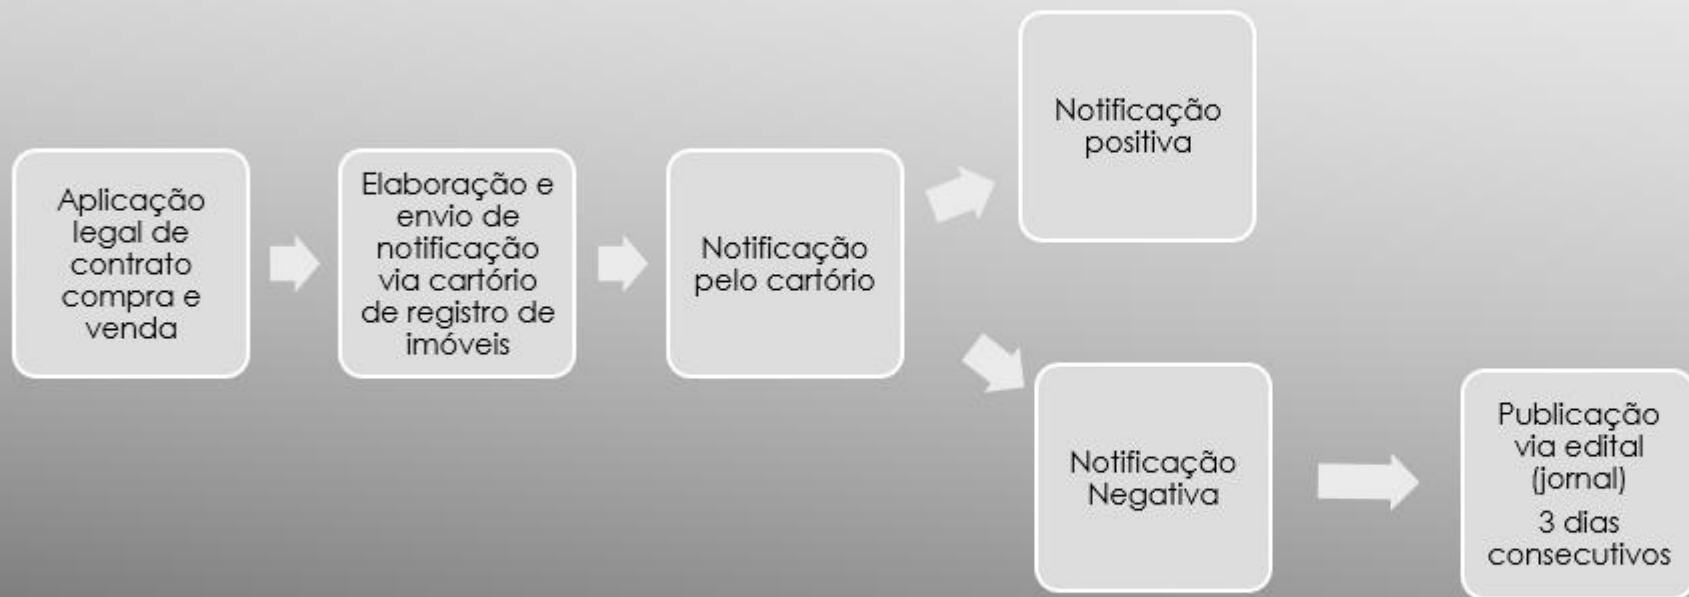 Aplicação
legal de
contrato
compra e
venda
Elaboração e
envio de
notificação
via cartório
de registro de
imóveis
Notificação
pelo cartório
Notificação
positiva
Notificação
Negativa
Publicação
via edital
(jornal)
3 dias
consecutivos